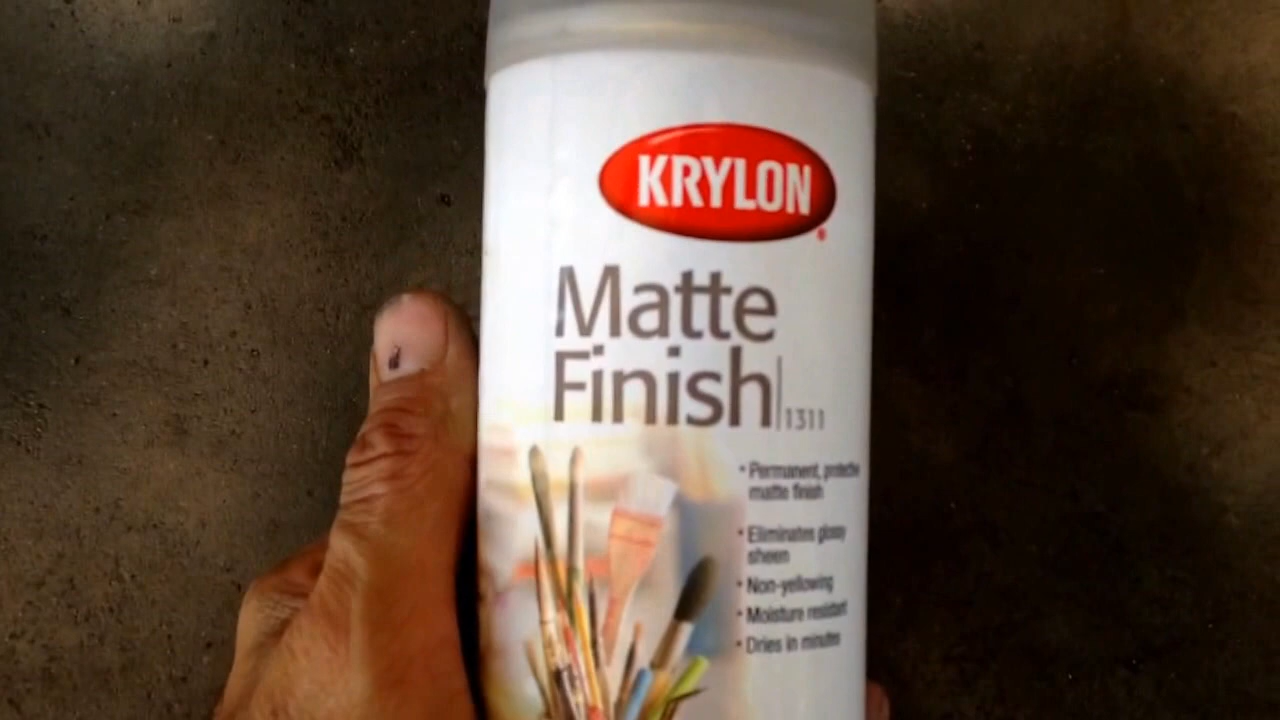 KRYLON
Matte
Finish|1311
• Permanent, protective
matte finish
• Eliminates glossy
sheen
• Non-yellowing
• Moisture resistant
• Dries in minutes